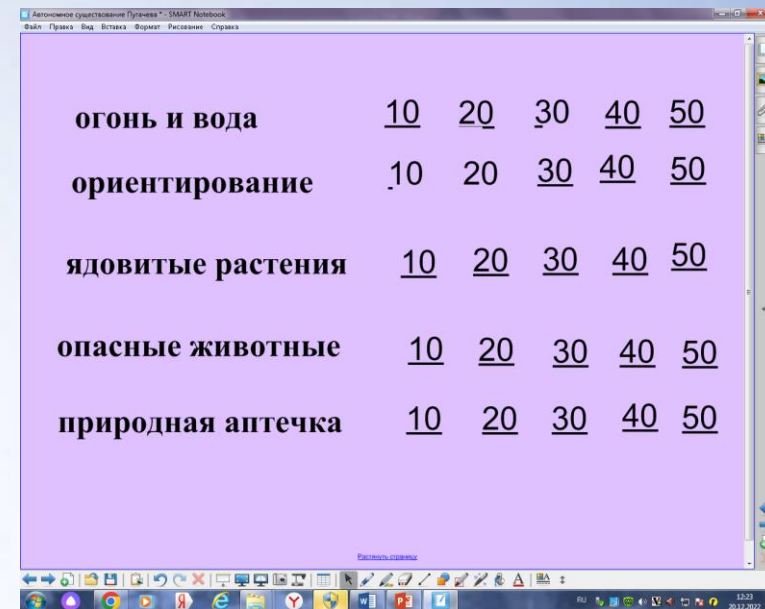 Автономное существование Пугачева * - SMART Notebook
Файл Правка Вид Вставка Формат Рисование Справка
огонь и вода 10 20 30 40 50
ориентирование 10 20 30 40 50
ядовитые растения 10 20 30 40 50
опасные животные 10 20 30 40 50
природная аптечка 10 20 30 40 50
Растянуть страницу
RU 12:23
20.12.2022